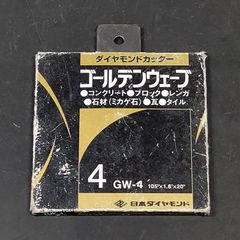 ダイヤモンドカッター
ゴールデンウェーブ
●コンクリート●ブロック●レンガ
●石材(ミカゲ石)●瓦●タイル
4 GW-4
105°×1.8°×20°
日本ダイヤモンド